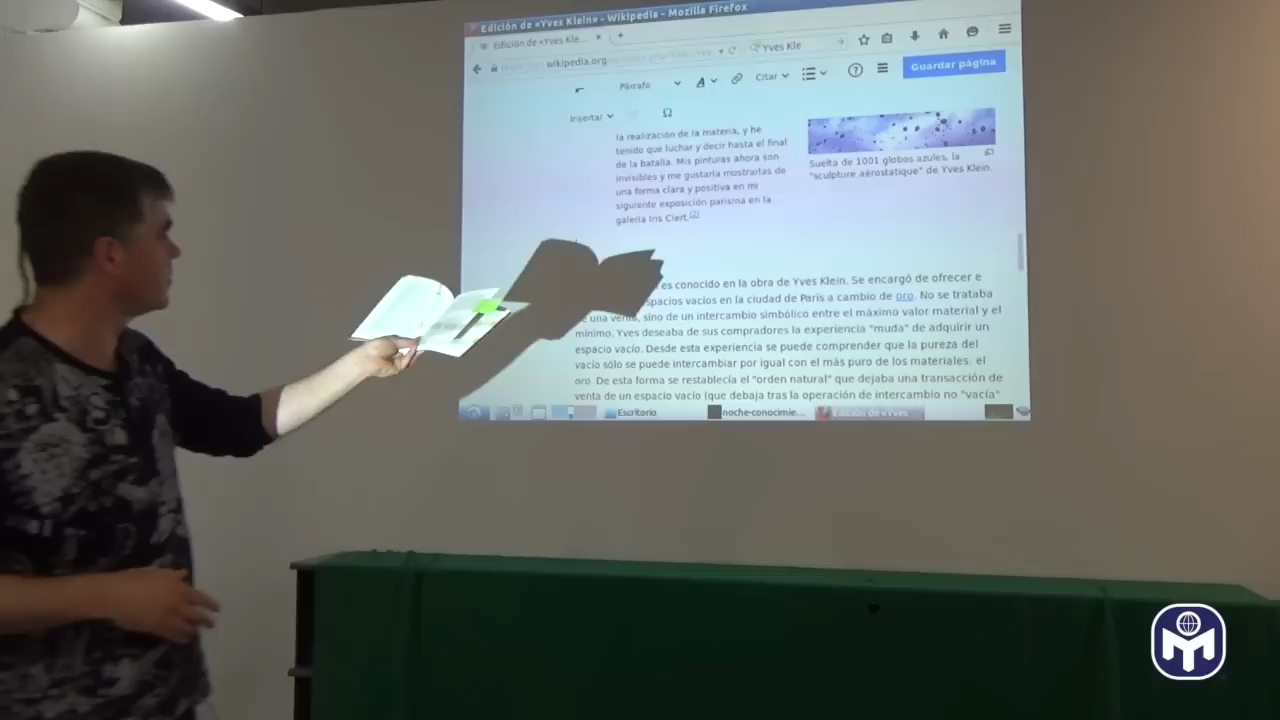 Edición de «Yves Klein» - Wikipedia - Mozilla Firefox
Edición de «Yves Kle...
wikipedia.org
Yves Kle
Párrafo
A
Citar
Guardar página
Insertar
Ω
la realización de la materia, y he
tenido que luchar y decir hasta el final
de la batalla. Mis pinturas ahora son
invisibles y me gustaría mostrarlas de
una forma clara y positiva en mi
siguiente exposición parisina en la
galería Iris Clert.[2]
Suelta de 1001 globos azules, la
"sculpture aérostatique" de Yves Klein.
es conocido en la obra de Yves Klein. Se encargó de ofrecer e
spacios vacíos en la ciudad de París a cambio de oro. No se trataba
e una venta, sino de un intercambio simbólico entre el máximo valor material y el
mínimo. Yves deseaba de sus compradores la experiencia "muda" de adquirir un
espacio vacío. Desde esta experiencia se puede comprender que la pureza del
vacío sólo se puede intercambiar por igual con el más puro de los materiales: el
oro. De esta forma se restablecía el "orden natural" que dejaba una transacción de
venta de un espacio vacío (que debaja tras la operación de intercambio no "vacía"
Escritorio
noche-conocimie...
Edición de «Yves